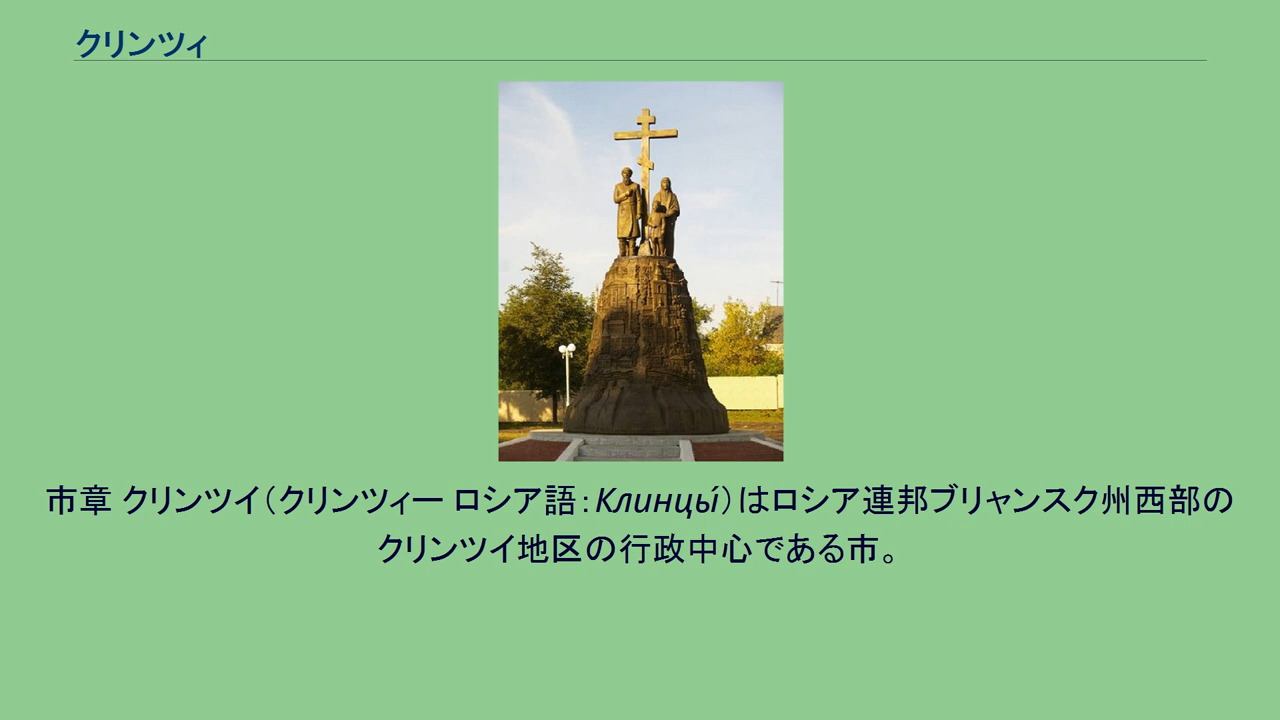 クリンツィ
市章 クリンツイ（クリンツィー ロシア語：Клинцы́）はロシア連邦ブリャンスク州西部の
クリンツイ地区の行政中心である市。